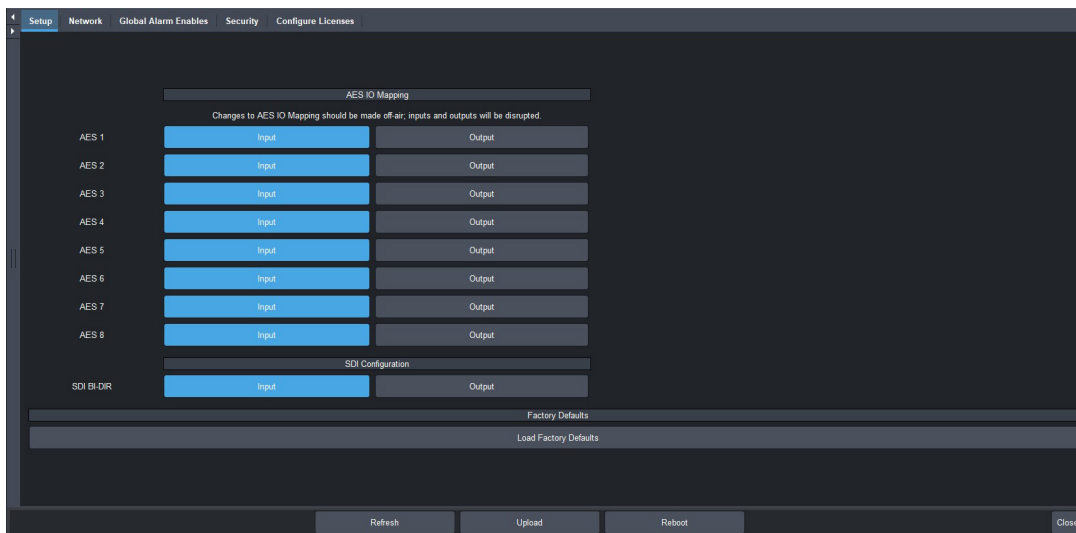 Setup Network Global Alarm Enables Security Configure Licenses
AES IO Mapping
Changes to AES IO Mapping should be made off-air; inputs and outputs will be disrupted.
AES 1 Input Output
AES 2 Input Output
AES 3 Input Output
AES 4 Input Output
AES 5 Input Output
AES 6 Input Output
AES 7 Input Output
AES 8 Input Output
SDI Configuration
SDI BI-DIR Input Output
Factory Defaults
Load Factory Defaults
Refresh Upload Reboot Close